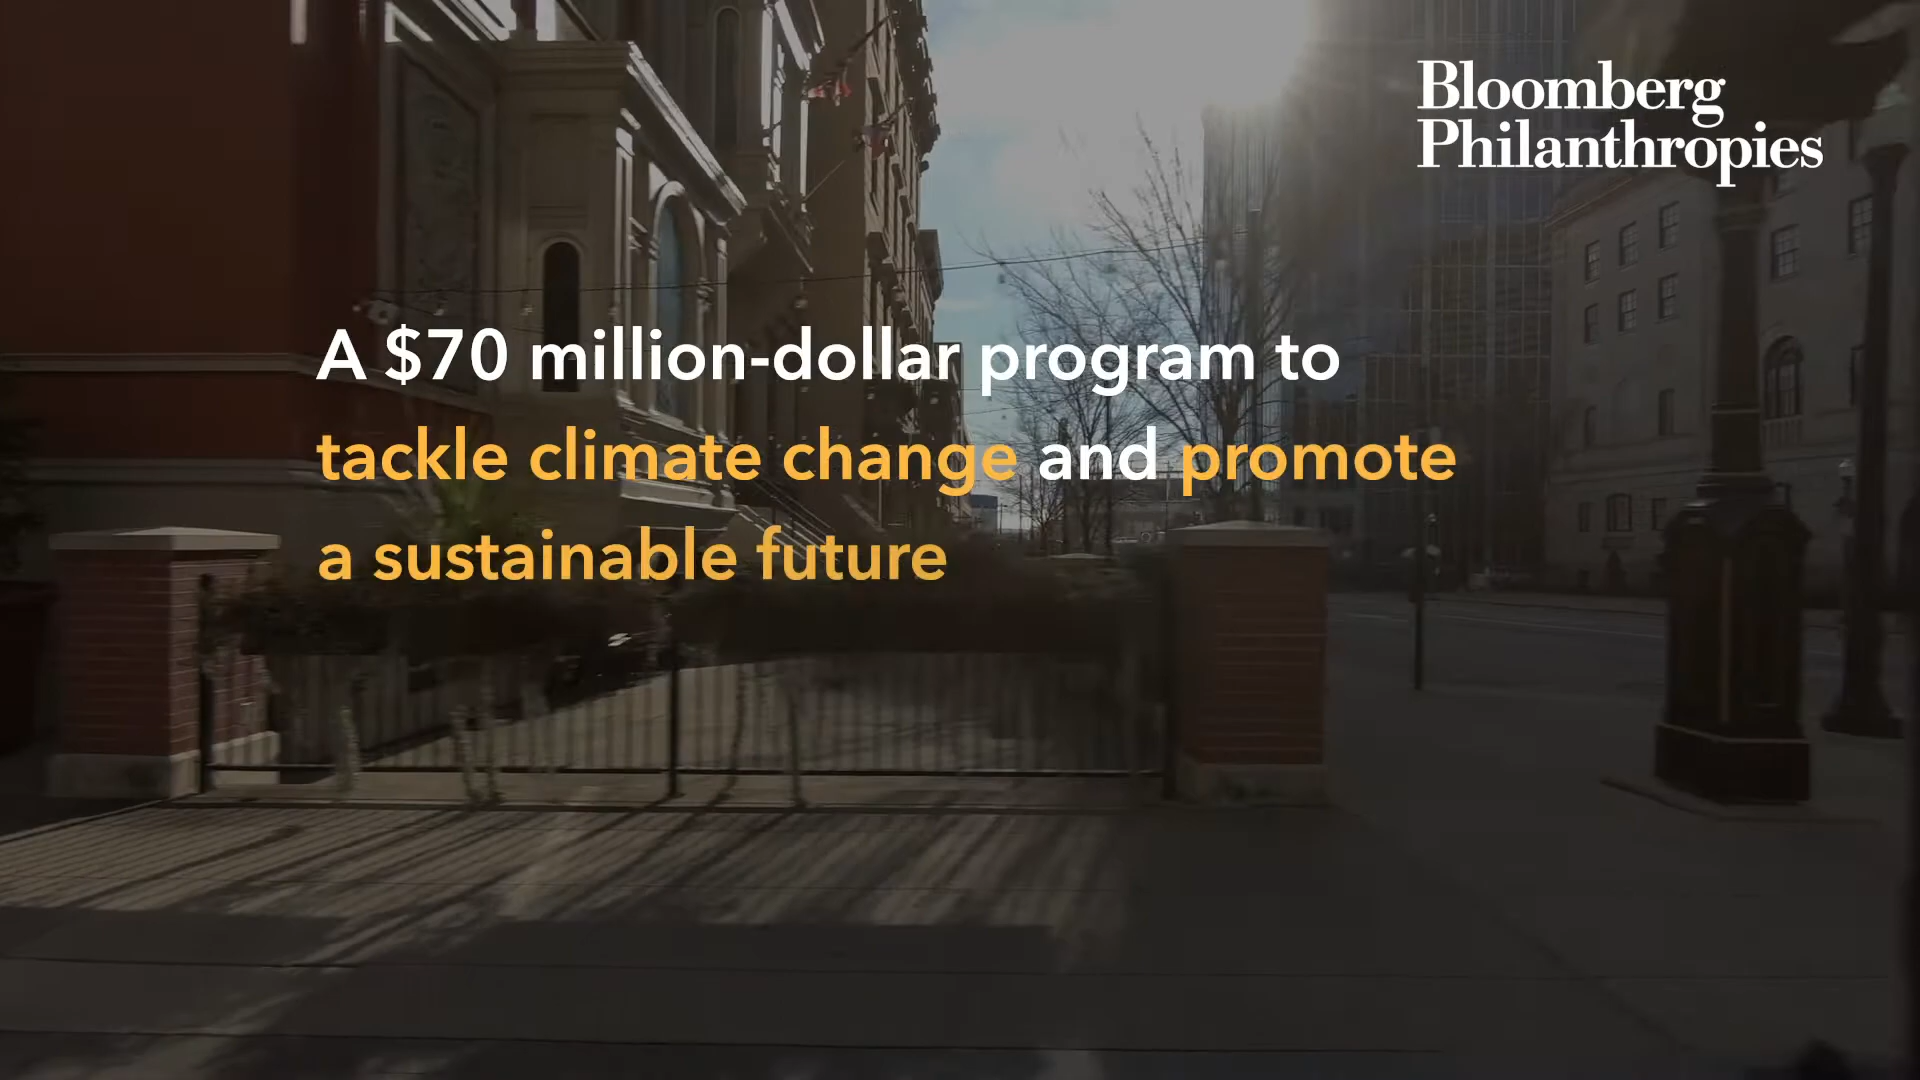 Bloomberg
Philanthropies
A $70 million-dollar program to
tackle climate change and promote
a sustainable future